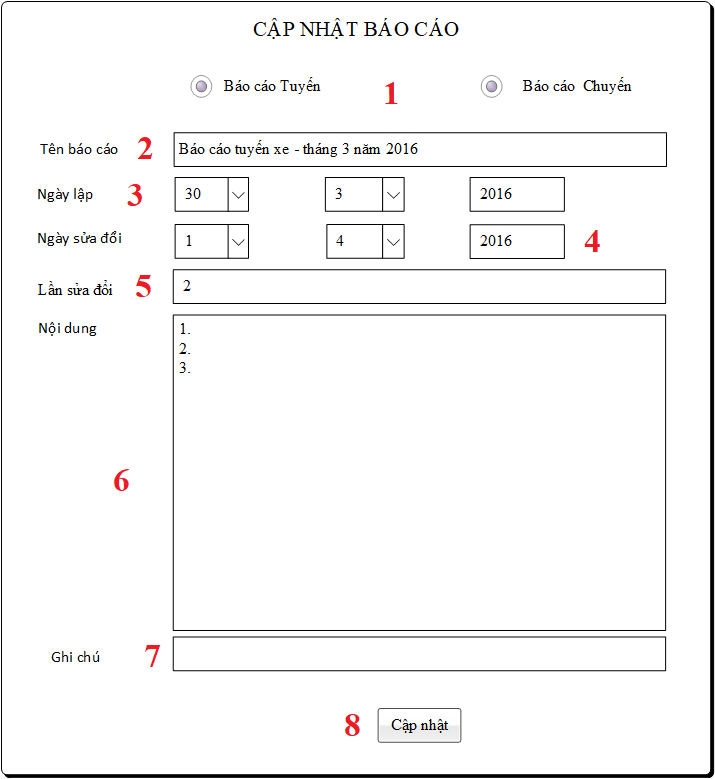 CẬP NHẬT BÁO CÁO
Báo cáo Tuyến 1 Báo cáo Chuyến
Tên báo cáo 2 Báo cáo tuyến xe - tháng 3 năm 2016
Ngày lập 3 30 3 2016
Ngày sửa đổi 1 4 2016 4
Lần sửa đổi 5 2
Nội dung 1.
2.
3.
6
Ghi chú 7
8 Cập nhật